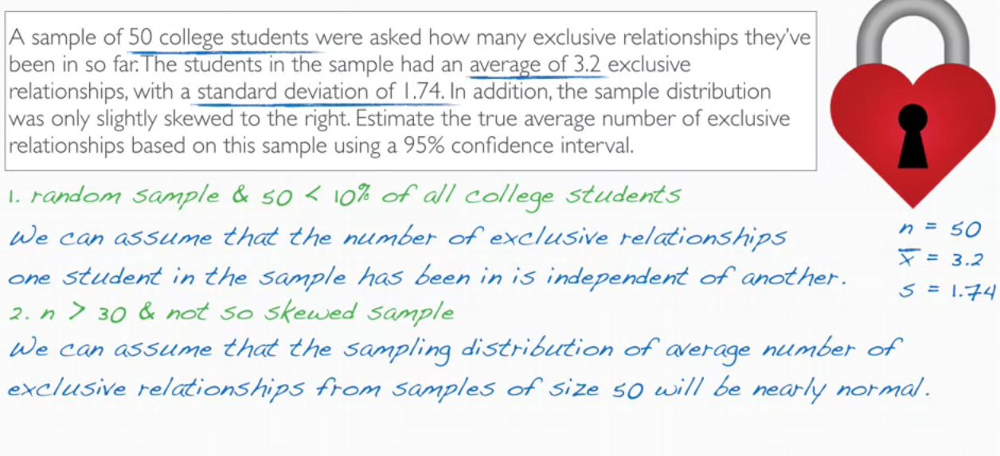 A sample of 50 college students were asked how many exclusive relationships they've
been in so far. The students in the sample had an average of 3.2 exclusive
relationships, with a standard deviation of 1.74. In addition, the sample distribution
was only slightly skewed to the right. Estimate the true average number of exclusive
relationships based on this sample using a 95% confidence interval.
1. random sample & 50 < 10% of all college students
We can assume that the number of exclusive relationships
one student in the sample has been in is independent of another.
2. n > 30 & not so skewed sample
We can assume that the sampling distribution of average number of
exclusive relationships from samples of size 50 will be nearly normal.
n = 50
x̄ = 3.2
s = 1.74